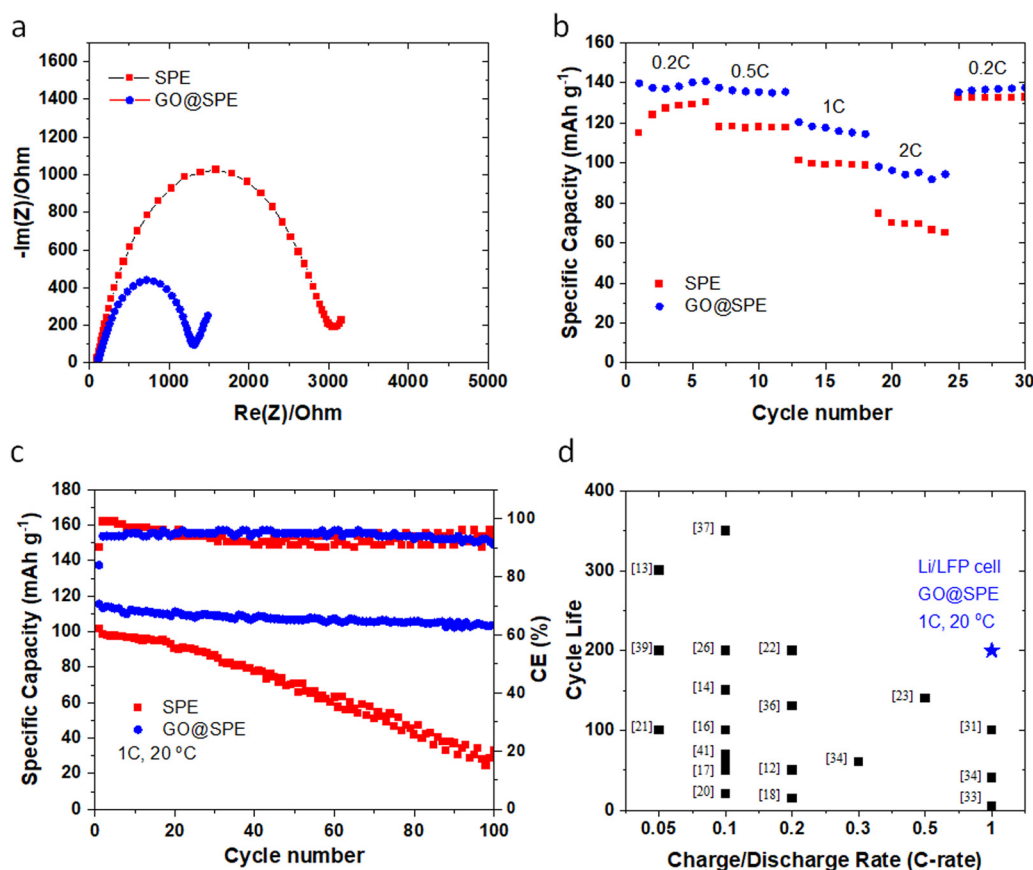 a
1600
1400
1200
1000
800
600
400
200
0
-Im(Z)/Ohm
SPE
GO@SPE
0 1000 2000 3000 4000 5000
Re(Z)/Ohm
b
160
140
120
100
80
60
40
20
0
Specific Capacity (mAh g⁻¹)
0.2C
0.5C
1C
2C
0.2C
SPE
GO@SPE
0 5 10 15 20 25 30
Cycle number
c
180
160
140
120
100
80
60
40
20
0
Specific Capacity (mAh g⁻¹)
SPE
GO@SPE
1C, 20 ºC
100
80
60
40
20
0
CE (%)
0 20 40 60 80 100
Cycle number
d
400
300
200
100
0
Cycle Life
[37]
[13]
Li/LFP cell
GO@SPE
1C, 20 ºC
[39] [26] [22]
[14]
[23]
[36]
[21] [16] [31]
[41]
[34]
[17] [12]
[34]
[20] [18] [33]
0.05 0.1 0.2 0.3 0.5 1
Charge/Discharge Rate (C-rate)